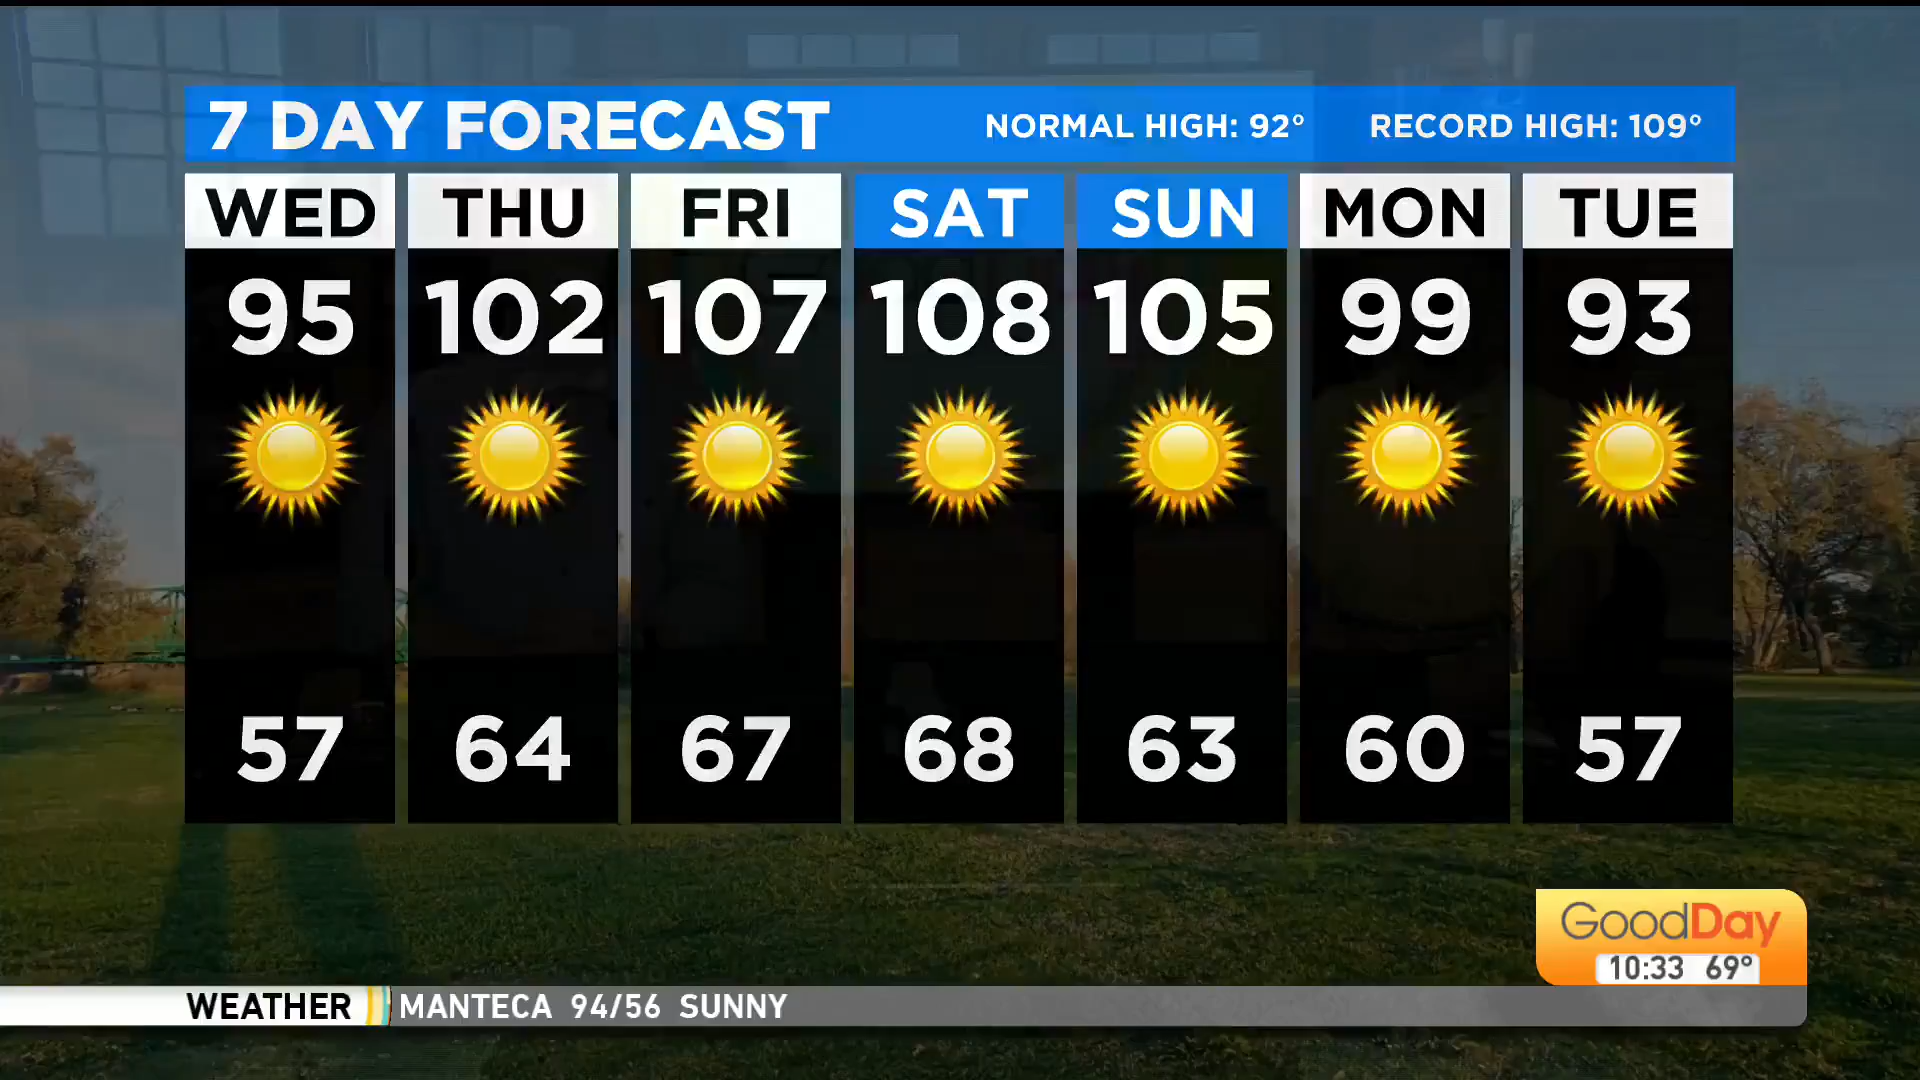 7 DAY FORECAST NORMAL HIGH: 92° RECORD HIGH: 109°
WED THU FRI SAT SUN MON TUE
95 102 107 108 105 99 93
57 64 67 68 63 60 57
GoodDay
10:33 69°
WEATHER MANTECA 94/56 SUNNY